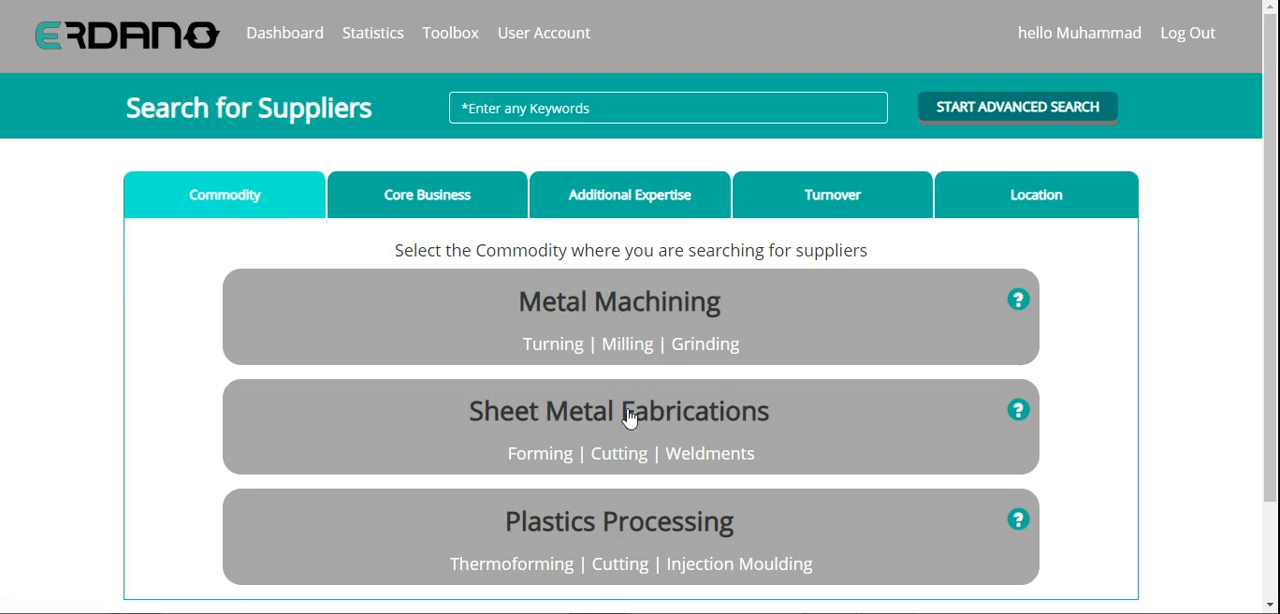 ERDANO Dashboard Statistics Toolbox User Account hello Muhammad Log Out
Search for Suppliers *Enter any Keywords START ADVANCED SEARCH
Commodity Core Business Additional Expertise Turnover Location
Select the Commodity where you are searching for suppliers
Metal Machining ?
Turning | Milling | Grinding
Sheet Metal Fabrications ?
Forming | Cutting | Weldments
Plastics Processing ?
Thermoforming | Cutting | Injection Moulding